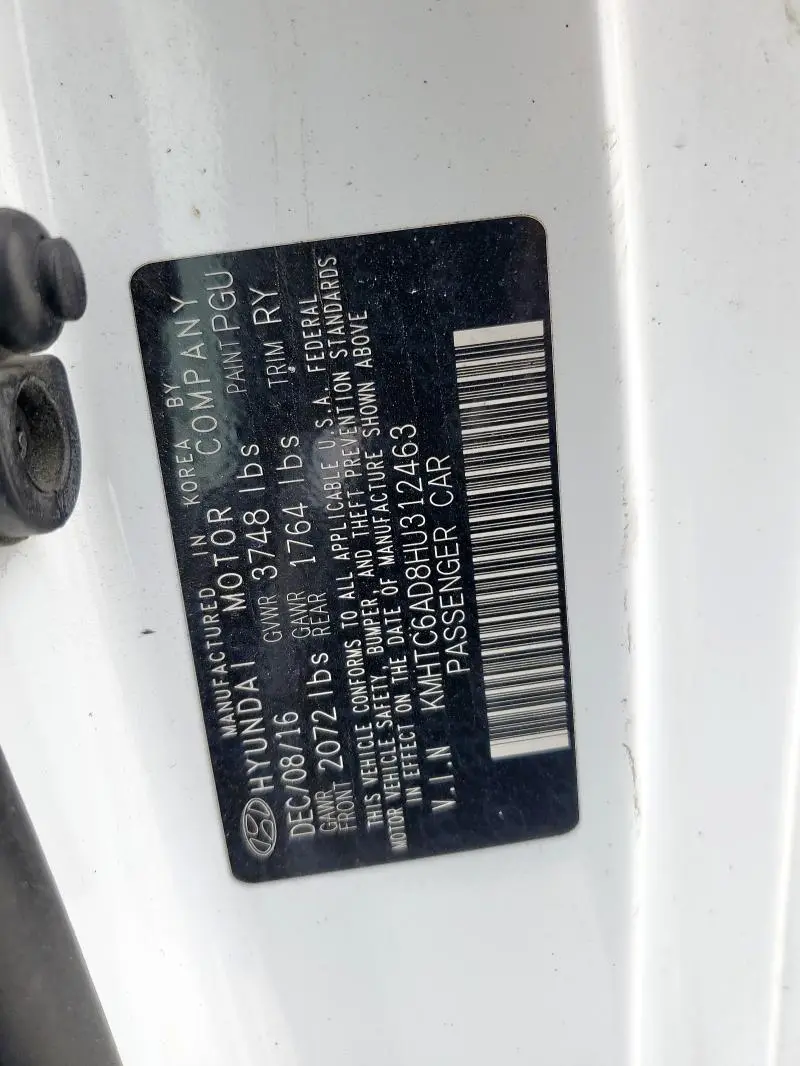 MANUFACTURED IN KOREA BY
HYUNDAI MOTOR COMPANY
DEC/08/16 GVWR 3748 lbs PAINT PGU
GAWR FRONT 2072 lbs GAWR REAR 1764 lbs TRIM RY
THIS VEHICLE CONFORMS TO ALL APPLICABLE U.S.A. FEDERAL
MOTOR VEHICLE SAFETY, BUMPER, AND THEFT PREVENTION STANDARDS
IN EFFECT ON THE DATE OF MANUFACTURE SHOWN ABOVE
V.I.N KMHTC6AD8HU312463
PASSENGER CAR